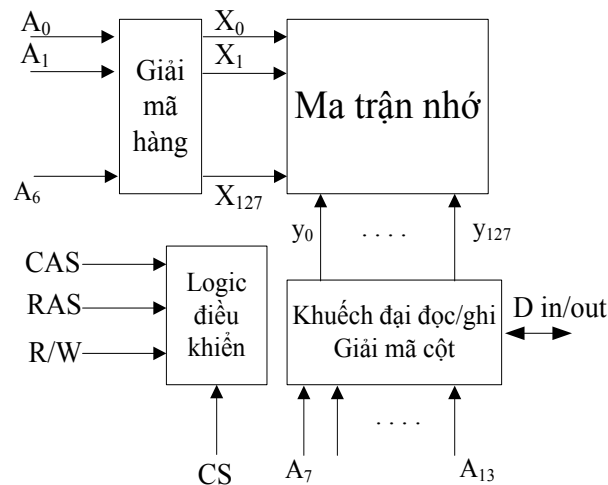 A0 X0
A1 X1
Giải
mã
hàng
Ma trận nhớ
A6 X127
y0 . . . . y127
CAS
RAS
R/W
Logic
điều
khiển
Khuếch đại đọc/ghi
Giải mã cột
D in/out
. . . .
CS
A7 A13